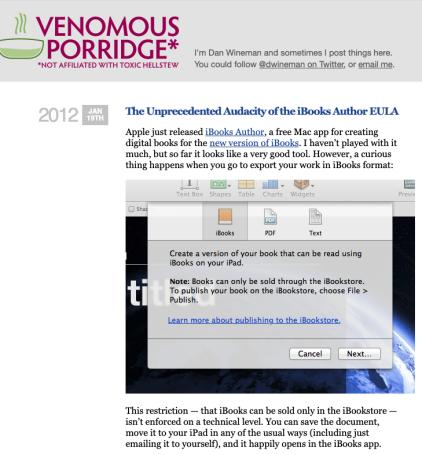 VENOMOUS
PORRIDGE*
*NOT AFFILIATED WITH TOXIC HELLSTEW
I'm Dan Wineman and sometimes I post things here.
You could follow @dwineman on Twitter, or email me.
2012 JAN
19TH
The Unprecedented Audacity of the iBooks Author EULA
Apple just released iBooks Author, a free Mac app for creating
digital books for the new version of iBooks. I haven't played with it
much, but so far it looks like a very good tool. However, a curious
thing happens when you go to export your work in iBooks format:
Text Box Shapes Table Charts Widgets
iBooks PDF Text
Create a version of your book that can be read using
iBooks on your iPad.
Note: Books can only be sold through the iBookstore.
To publish your book on the iBookstore, choose File >
Publish.
Learn more about publishing to the iBookstore.
Cancel Next...
This restriction — that iBooks can be sold only in the iBookstore —
isn't enforced on a technical level. You can save the document,
move it to your iPad in any of the usual ways (including just
emailing it to yourself), and it happily opens in the iBooks app.